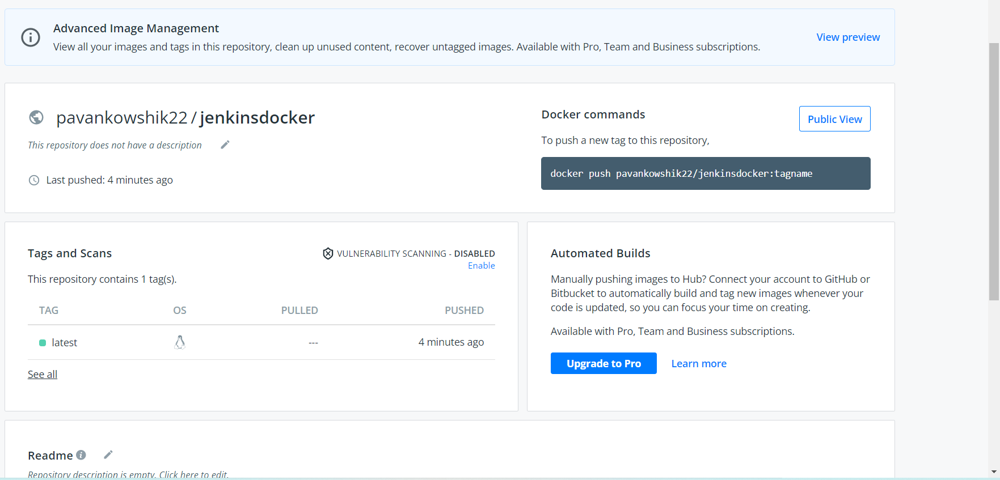 Advanced Image Management
View all your images and tags in this repository, clean up unused content, recover untagged images. Available with Pro, Team and Business subscriptions.
View preview
pavankowshik22 / jenkinsdocker
This repository does not have a description
Last pushed: 4 minutes ago
Docker commands
Public View
To push a new tag to this repository,
docker push pavankowshik22/jenkinsdocker:tagname
Tags and Scans
VULNERABILITY SCANNING - DISABLED
Enable
This repository contains 1 tag(s).
TAG OS PULLED PUSHED
latest --- 4 minutes ago
See all
Automated Builds
Manually pushing images to Hub? Connect your account to GitHub or
Bitbucket to automatically build and tag new images whenever your
code is updated, so you can focus your time on creating.
Available with Pro, Team and Business subscriptions.
Upgrade to Pro
Learn more
Readme
Repository description is empty. Click here to edit.